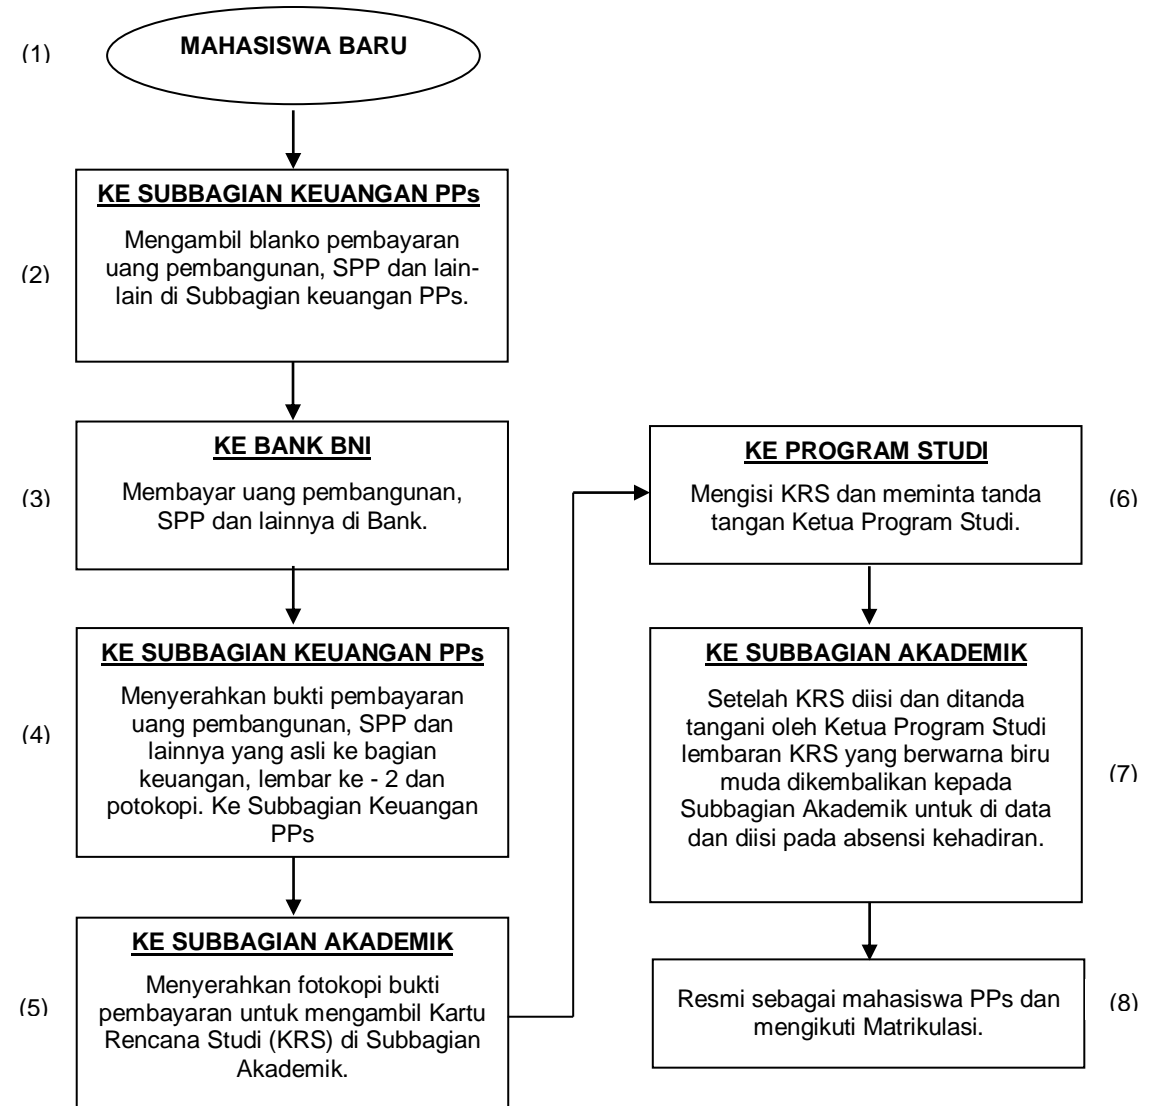 (1)
MAHASISWA BARU
KE SUBBAGIAN KEUANGAN PPs
(2)
Mengambil blanko pembayaran
uang pembangunan, SPP dan lain-
lain di Subbagian keuangan PPs.
KE BANK BNI
(3)
Membayar uang pembangunan,
SPP dan lainnya di Bank.
KE SUBBAGIAN KEUANGAN PPs
(4)
Menyerahkan bukti pembayaran
uang pembangunan, SPP dan
lainnya yang asli ke bagian
keuangan, lembar ke - 2 dan
potokopi. Ke Subbagian Keuangan
PPs
KE SUBBAGIAN AKADEMIK
(5)
Menyerahkan fotokopi bukti
pembayaran untuk mengambil Kartu
Rencana Studi (KRS) di Subbagian
Akademik.
KE PROGRAM STUDI
Mengisi KRS dan meminta tanda
tangan Ketua Program Studi.
(6)
KE SUBBAGIAN AKADEMIK
Setelah KRS diisi dan ditanda
tangani oleh Ketua Program Studi
lembaran KRS yang berwarna biru
muda dikembalikan kepada
Subbagian Akademik untuk di data
dan diisi pada absensi kehadiran.
(7)
Resmi sebagai mahasiswa PPs dan
mengikuti Matrikulasi.
(8)